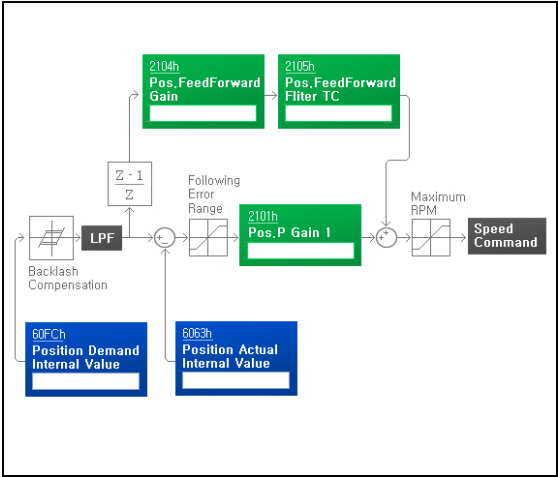 2104h
Pos.FeedForward
Gain
2105h
Pos.FeedForward
Fliter TC
Z - 1
Z
Following
Error
Range
2101h
Pos.P Gain 1
Maximum
RPM
Speed
Command
LPF
+
−
+
+
Backlash
Compensation
60FCh
Position Demand
Internal Value
6063h
Position Actual
Internal Value